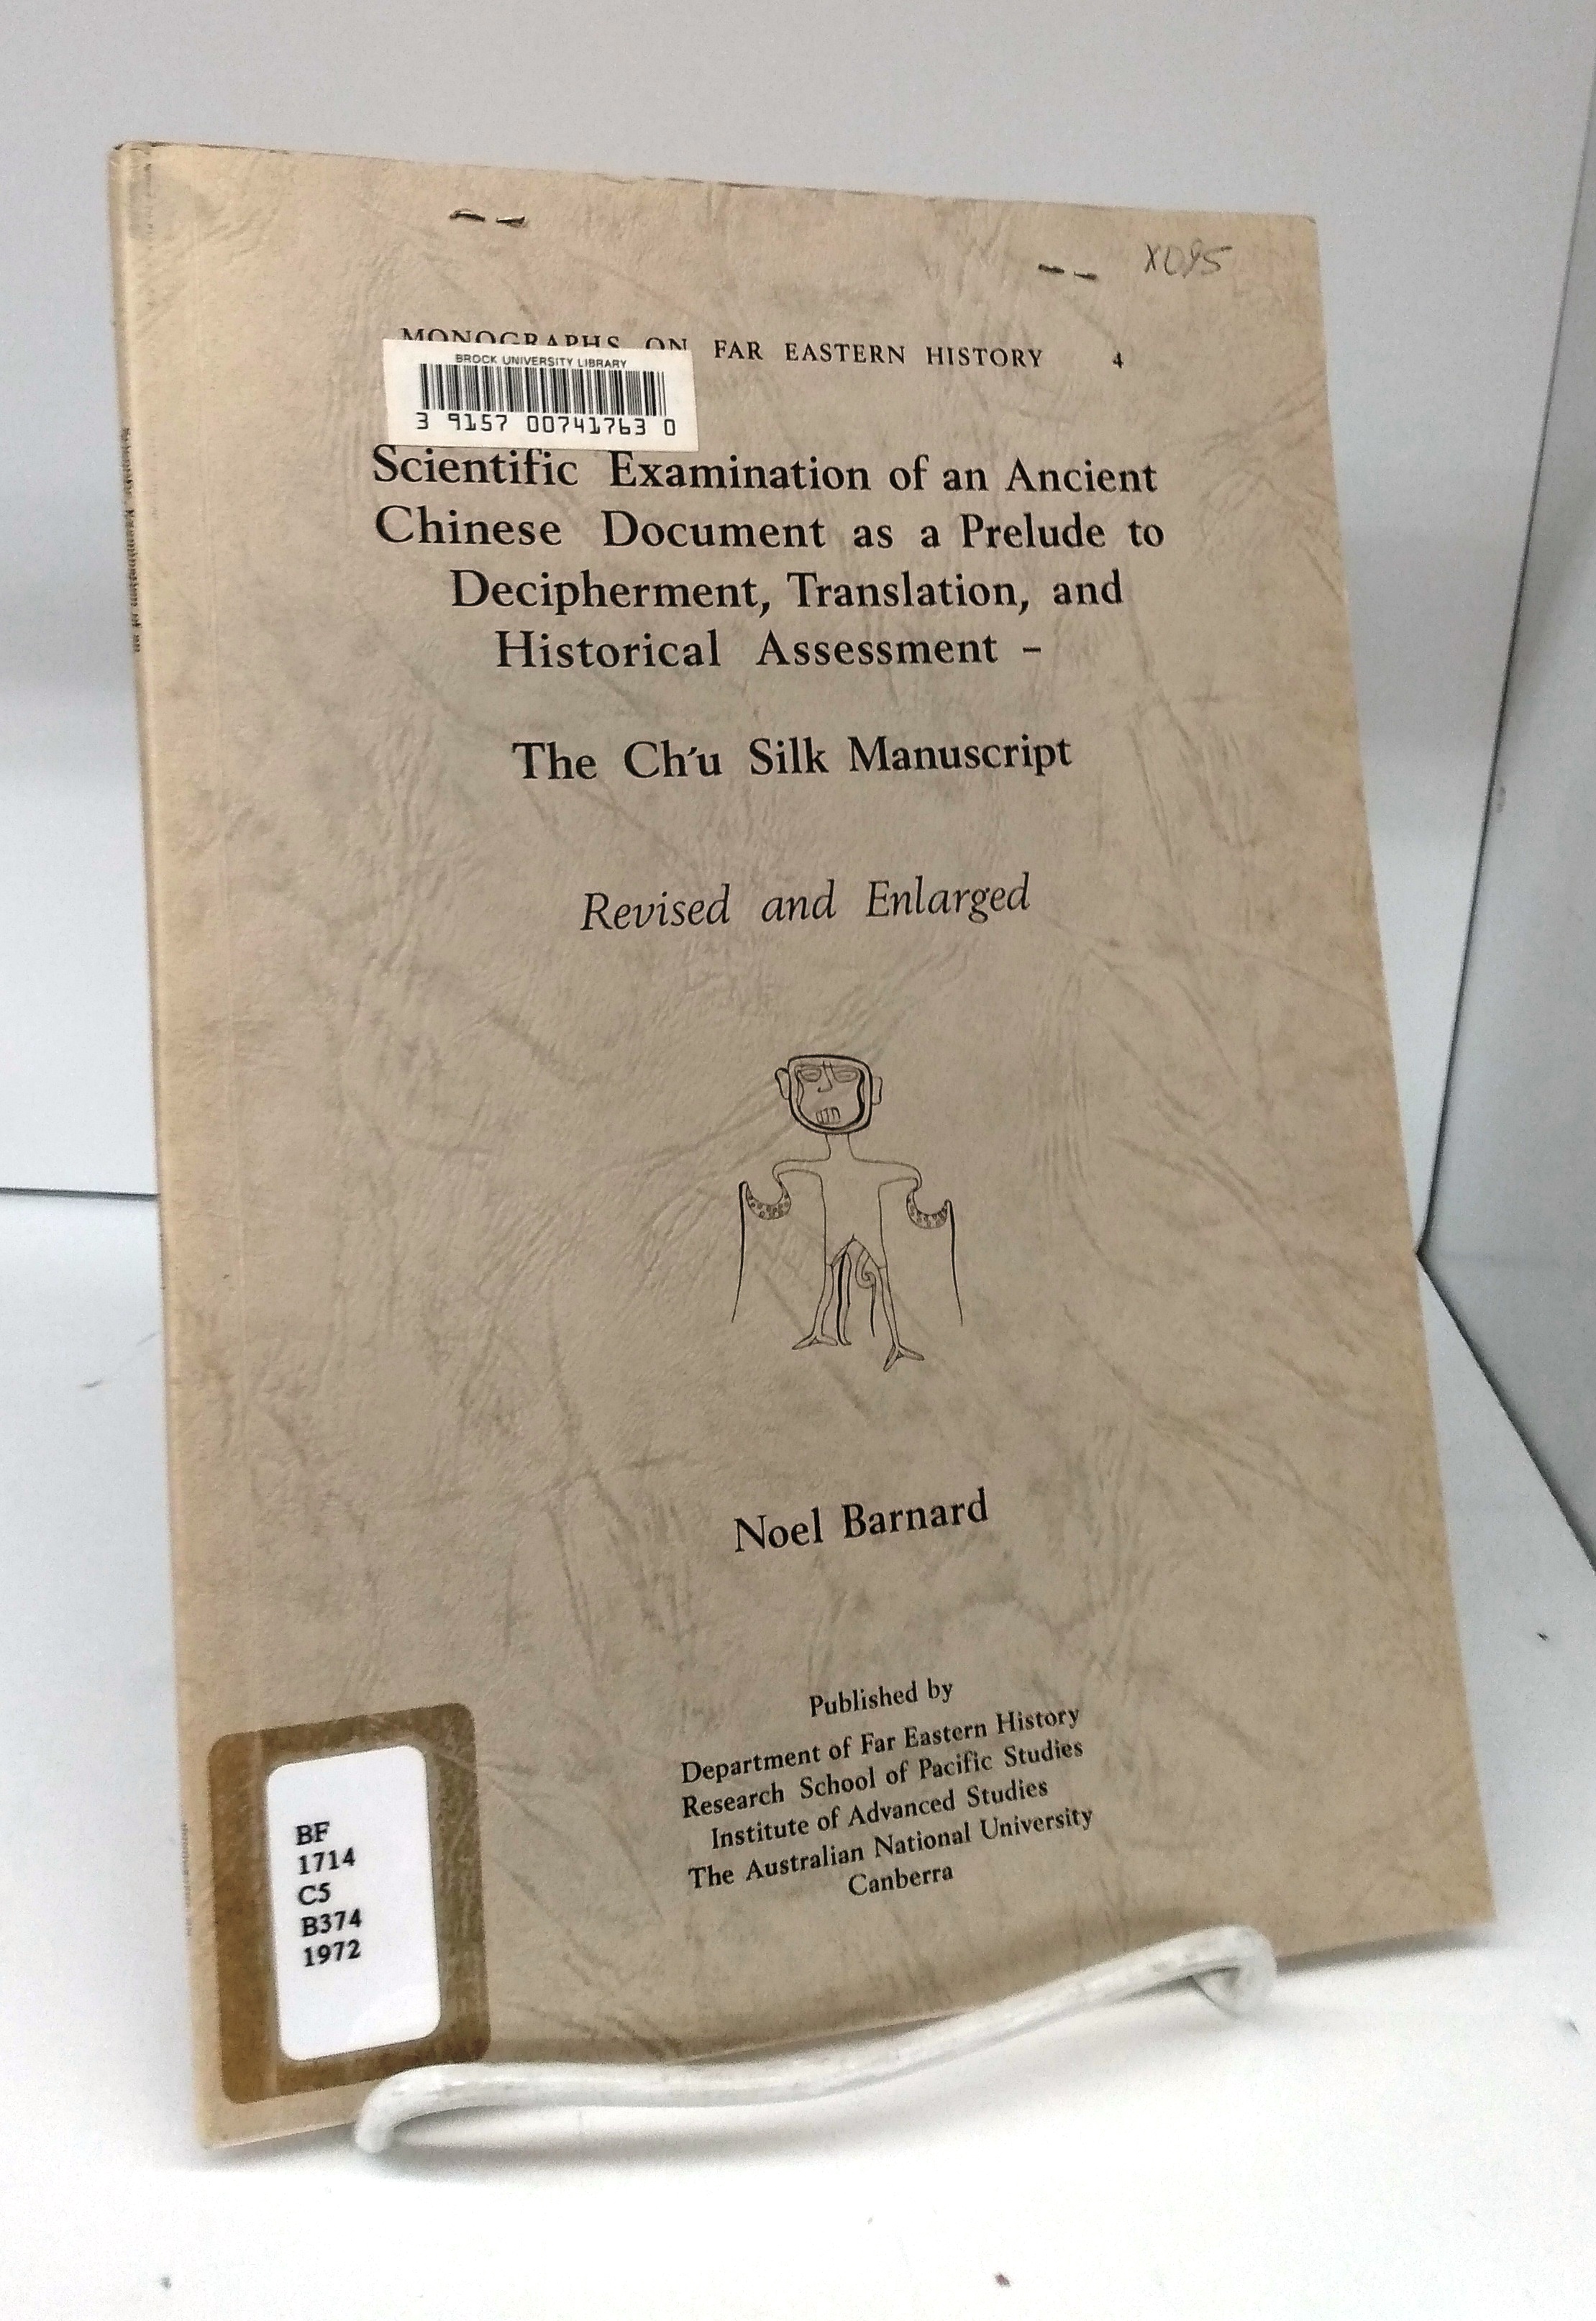 X095
MONOGRAPHS ON FAR EASTERN HISTORY 4
BROCK UNIVERSITY LIBRARY
3 9157 00741763 0
Scientific Examination of an Ancient
Chinese Document as a Prelude to
Decipherment, Translation, and
Historical Assessment –
The Ch'u Silk Manuscript
Revised and Enlarged
Noel Barnard
Published by
Department of Far Eastern History
Research School of Pacific Studies
Institute of Advanced Studies
The Australian National University
Canberra
BF
1714
C5
B374
1972